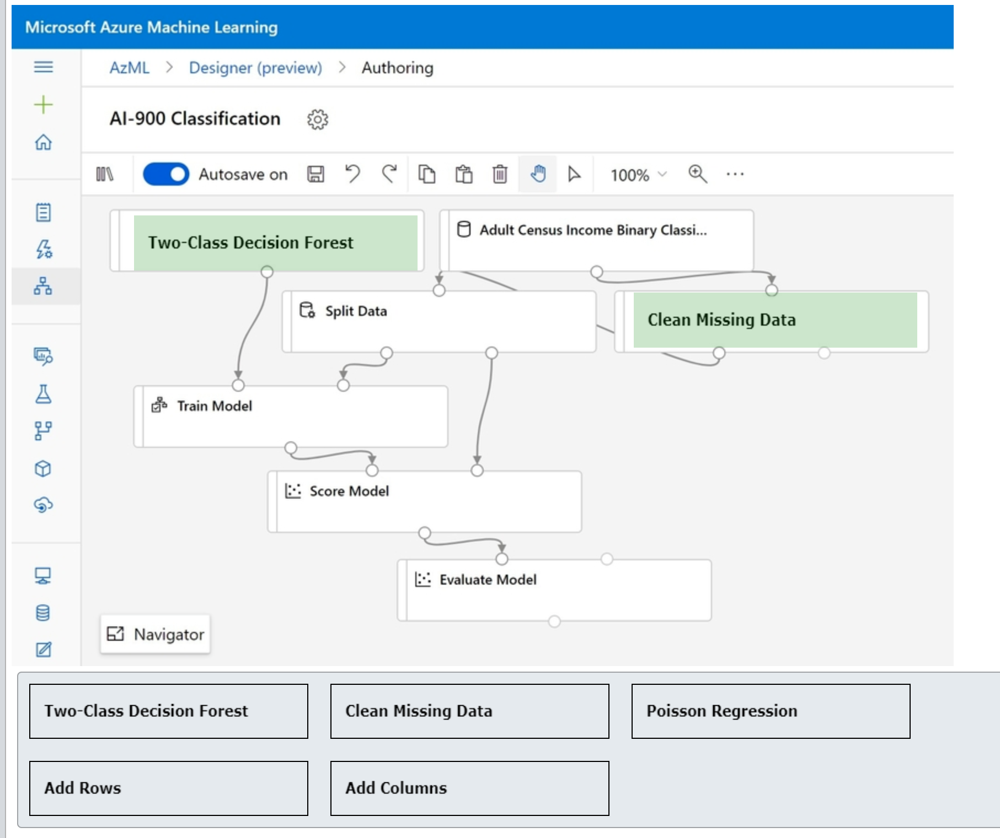 Microsoft Azure Machine Learning
AzML > Designer (preview) > Authoring
AI-900 Classification
Autosave on
100%
Two-Class Decision Forest
Adult Census Income Binary Classi...
Split Data
Clean Missing Data
Train Model
Score Model
Evaluate Model
Navigator
Two-Class Decision Forest
Clean Missing Data
Poisson Regression
Add Rows
Add Columns